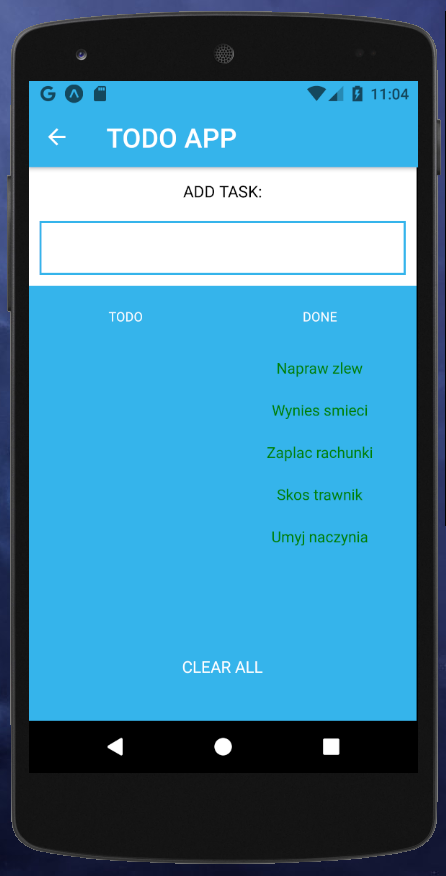 11:04
TODO APP
ADD TASK:
TODO
DONE
Napraw zlew
Wynies smieci
Zaplac rachunki
Skos trawnik
Umyj naczynia
CLEAR ALL